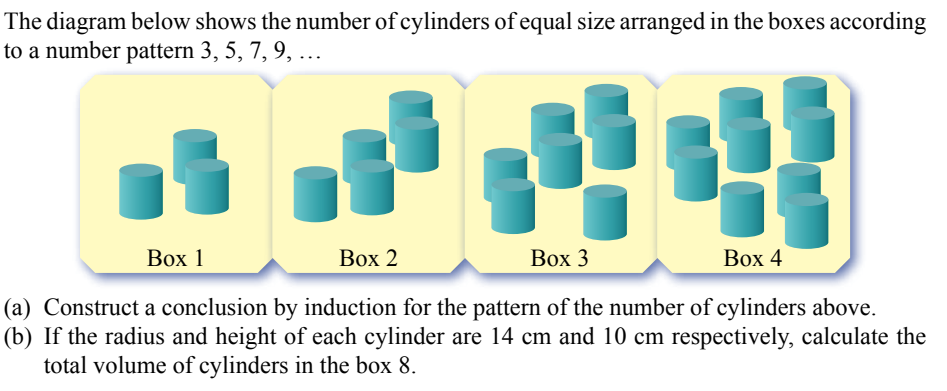 The diagram below shows the number of cylinders of equal size arranged in the boxes according
to a number pattern 3, 5, 7, 9, …
Box 1 Box 2 Box 3 Box 4
(a) Construct a conclusion by induction for the pattern of the number of cylinders above.
(b) If the radius and height of each cylinder are 14 cm and 10 cm respectively, calculate the
total volume of cylinders in the box 8.